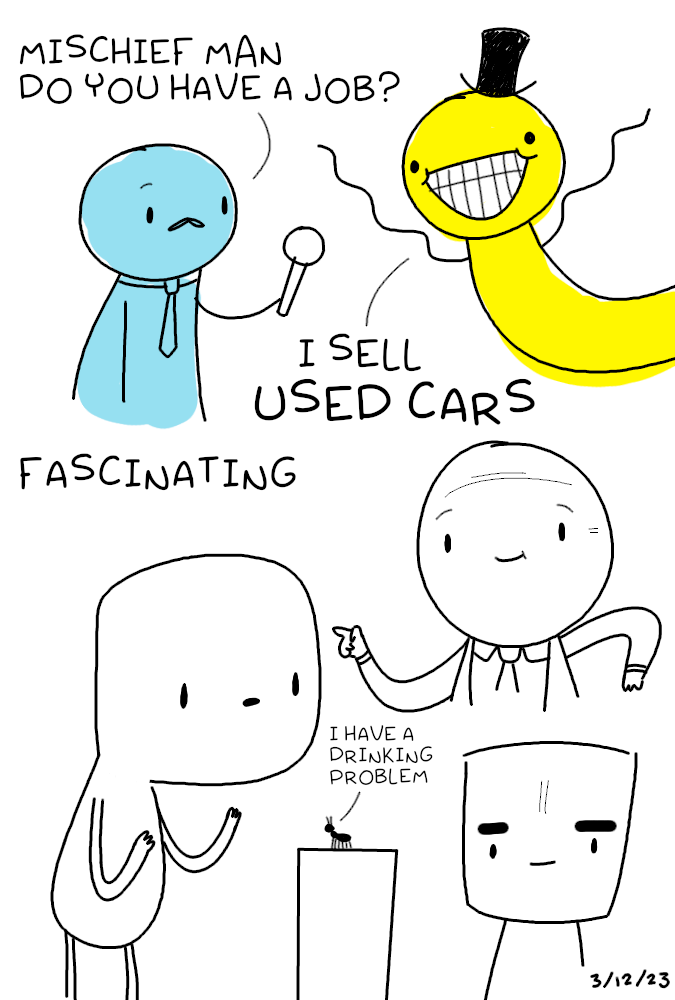 MISCHIEF MAN
DO YOU HAVE A JOB?
I SELL
USED CARS
FASCINATING
I HAVE A
DRINKING
PROBLEM
3/12/23